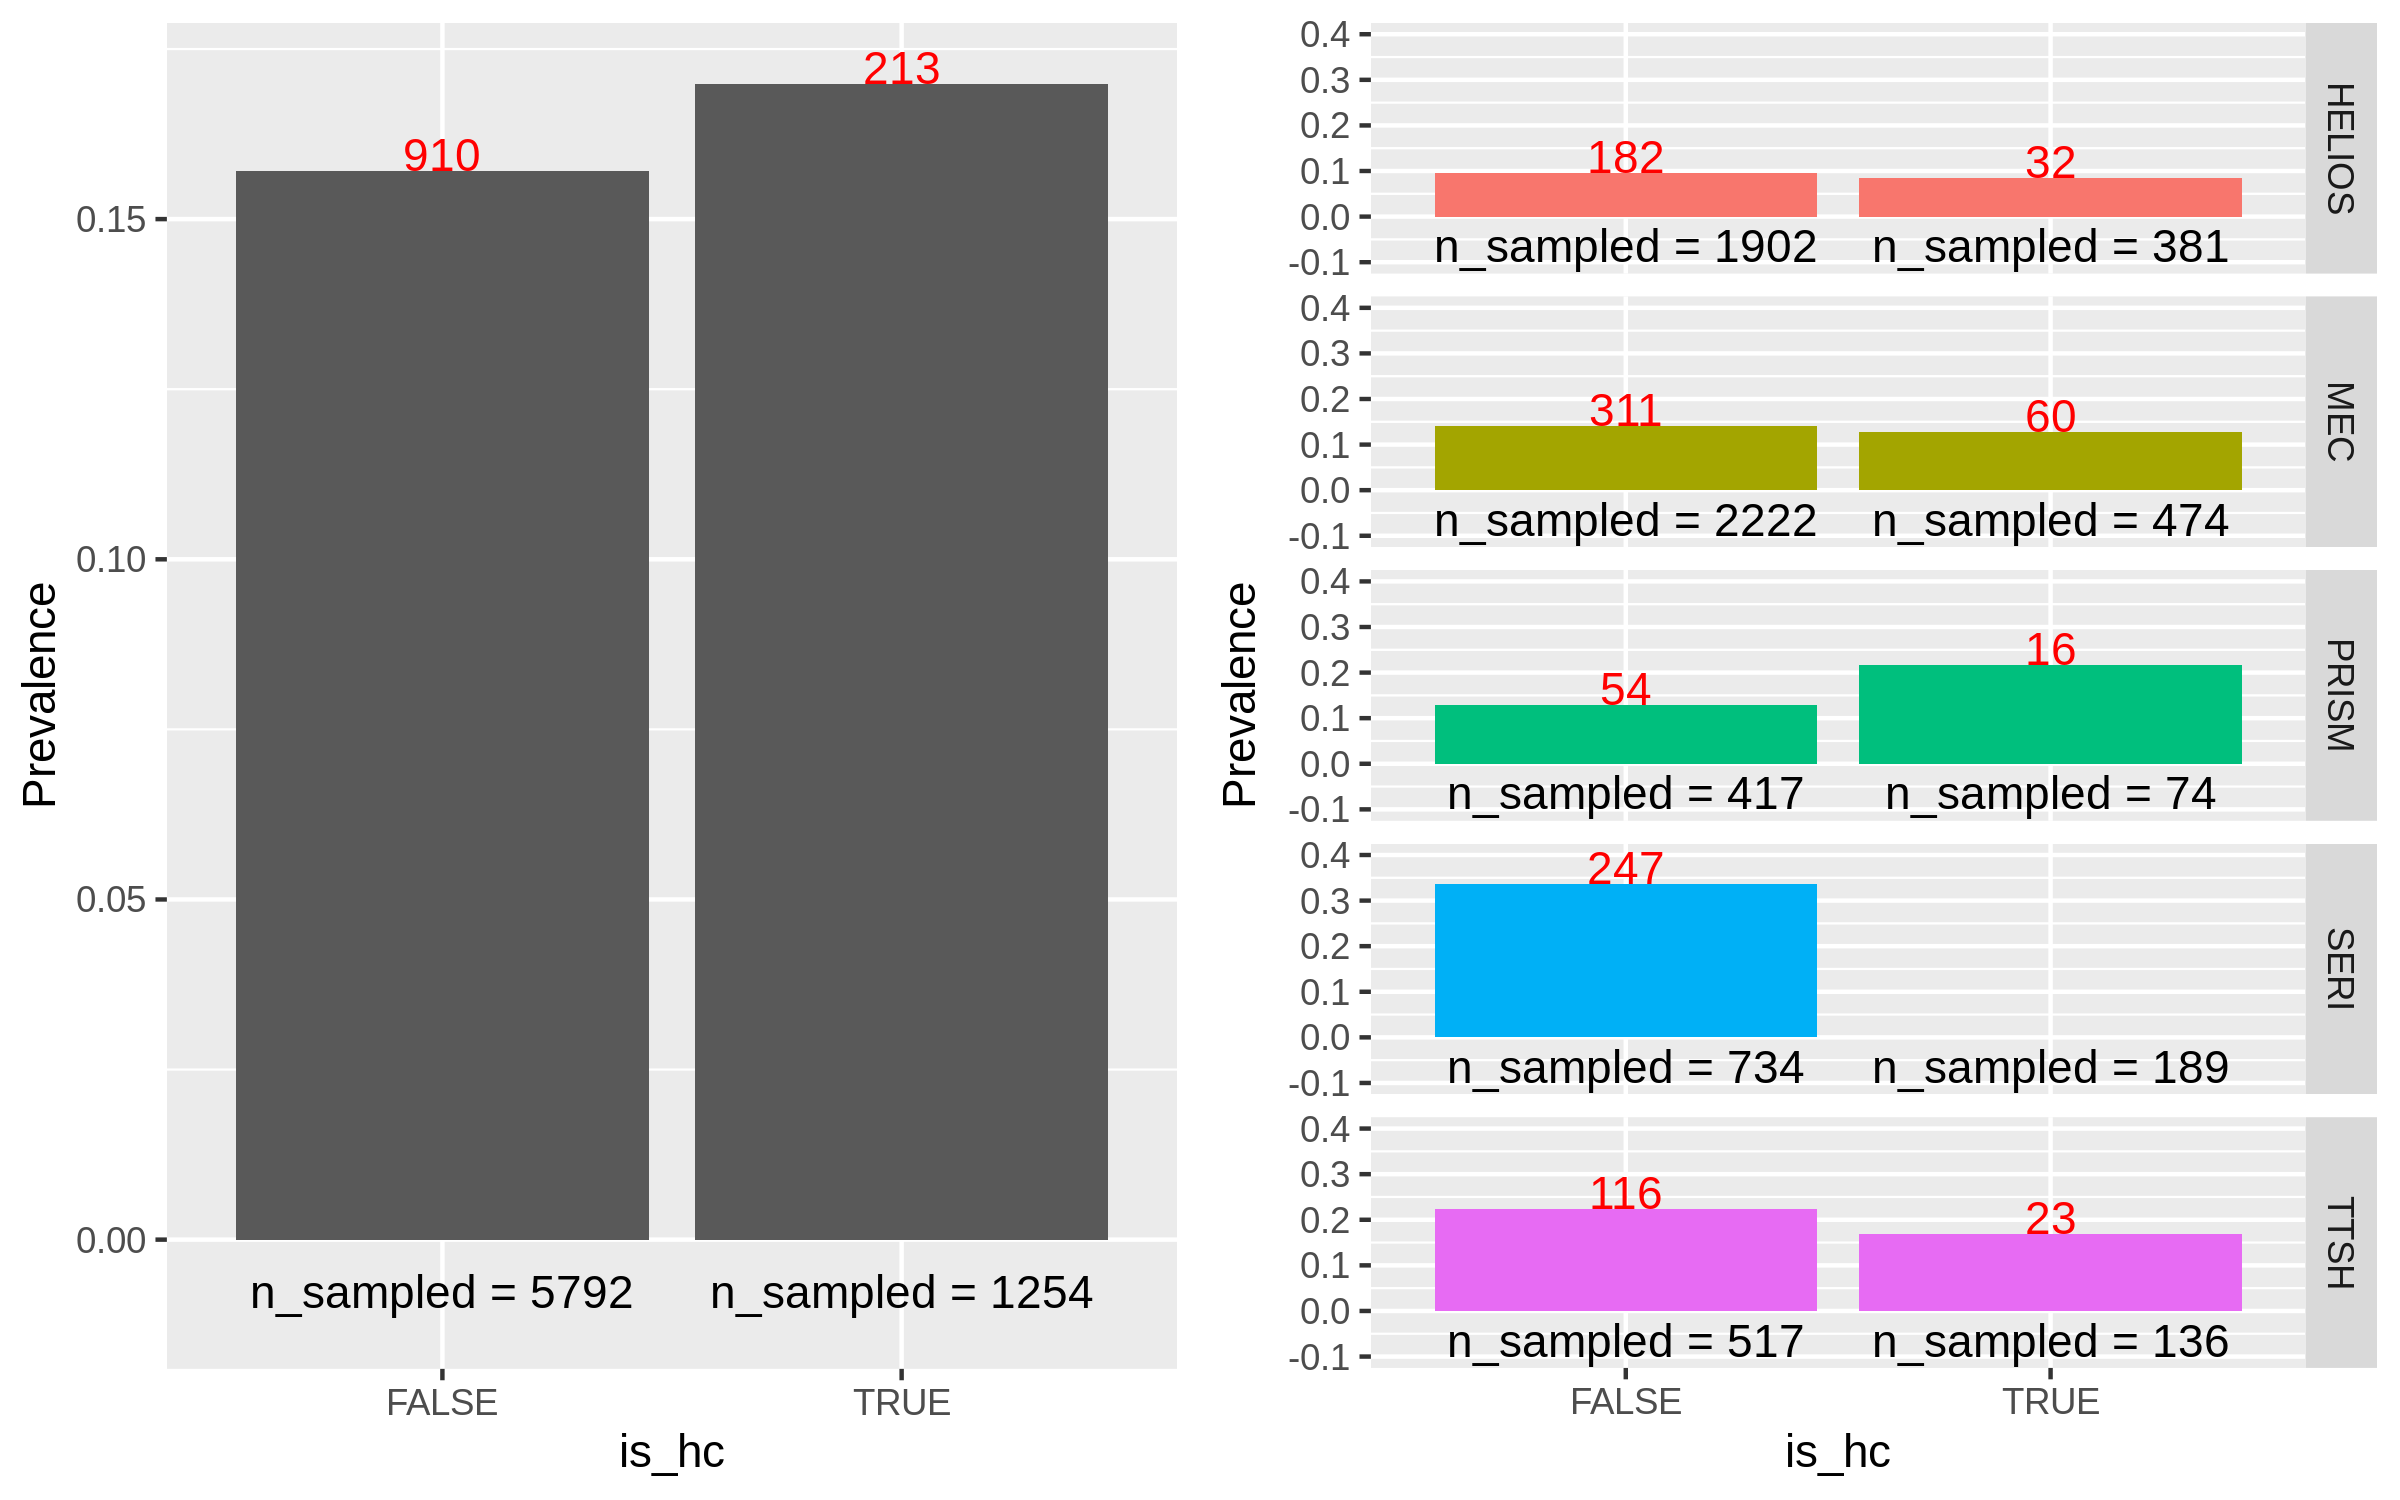 Prevalence
0.15
0.10
0.05
0.00
910
213
n_sampled = 5792
n_sampled = 1254
FALSE
TRUE
is_hc
Prevalence
0.4
0.3
0.2
0.1
0.0
-0.1
182
32
n_sampled = 1902
n_sampled = 381
HELIOS
0.4
0.3
0.2
0.1
0.0
-0.1
311
60
n_sampled = 2222
n_sampled = 474
MEC
0.4
0.3
0.2
0.1
0.0
-0.1
54
16
n_sampled = 417
n_sampled = 74
PRISM
0.4
0.3
0.2
0.1
0.0
-0.1
247
n_sampled = 734
n_sampled = 189
SERI
0.4
0.3
0.2
0.1
0.0
-0.1
116
23
n_sampled = 517
n_sampled = 136
TTSH
FALSE
TRUE
is_hc